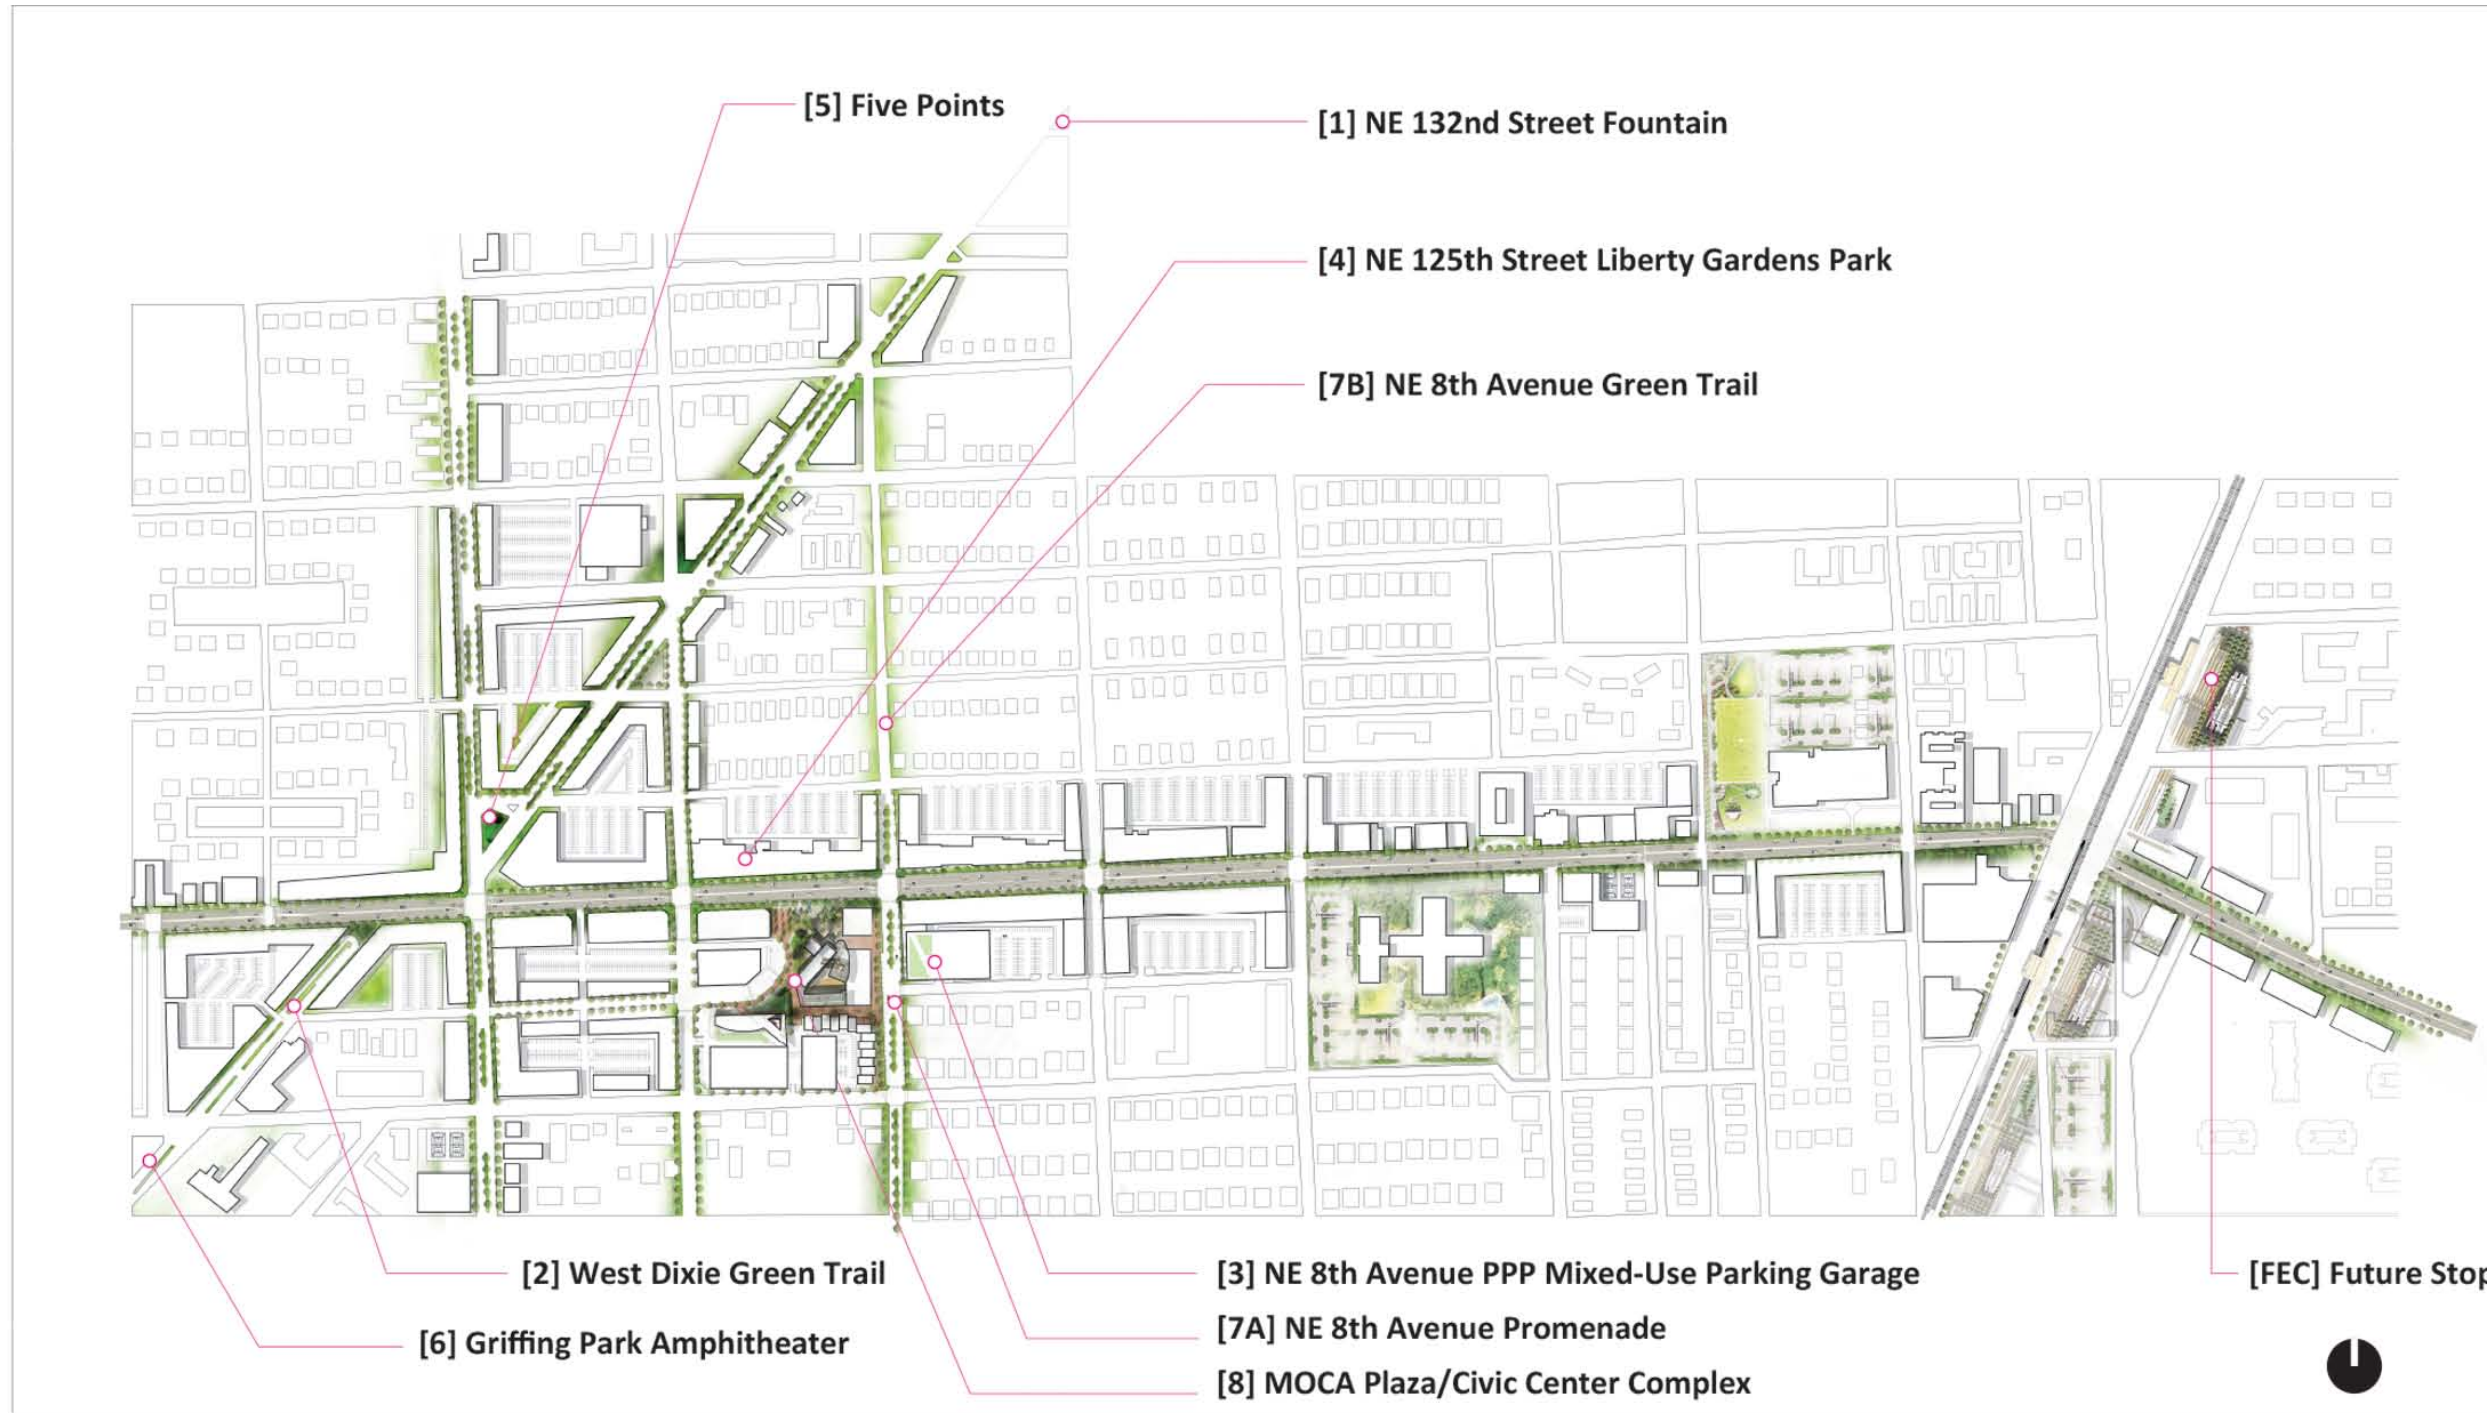 [5] Five Points
[1] NE 132nd Street Fountain
[4] NE 125th Street Liberty Gardens Park
[7B] NE 8th Avenue Green Trail
[2] West Dixie Green Trail
[3] NE 8th Avenue PPP Mixed-Use Parking Garage
[FEC] Future Stop
[7A] NE 8th Avenue Promenade
[6] Griffing Park Amphitheater
[8] MOCA Plaza/Civic Center Complex